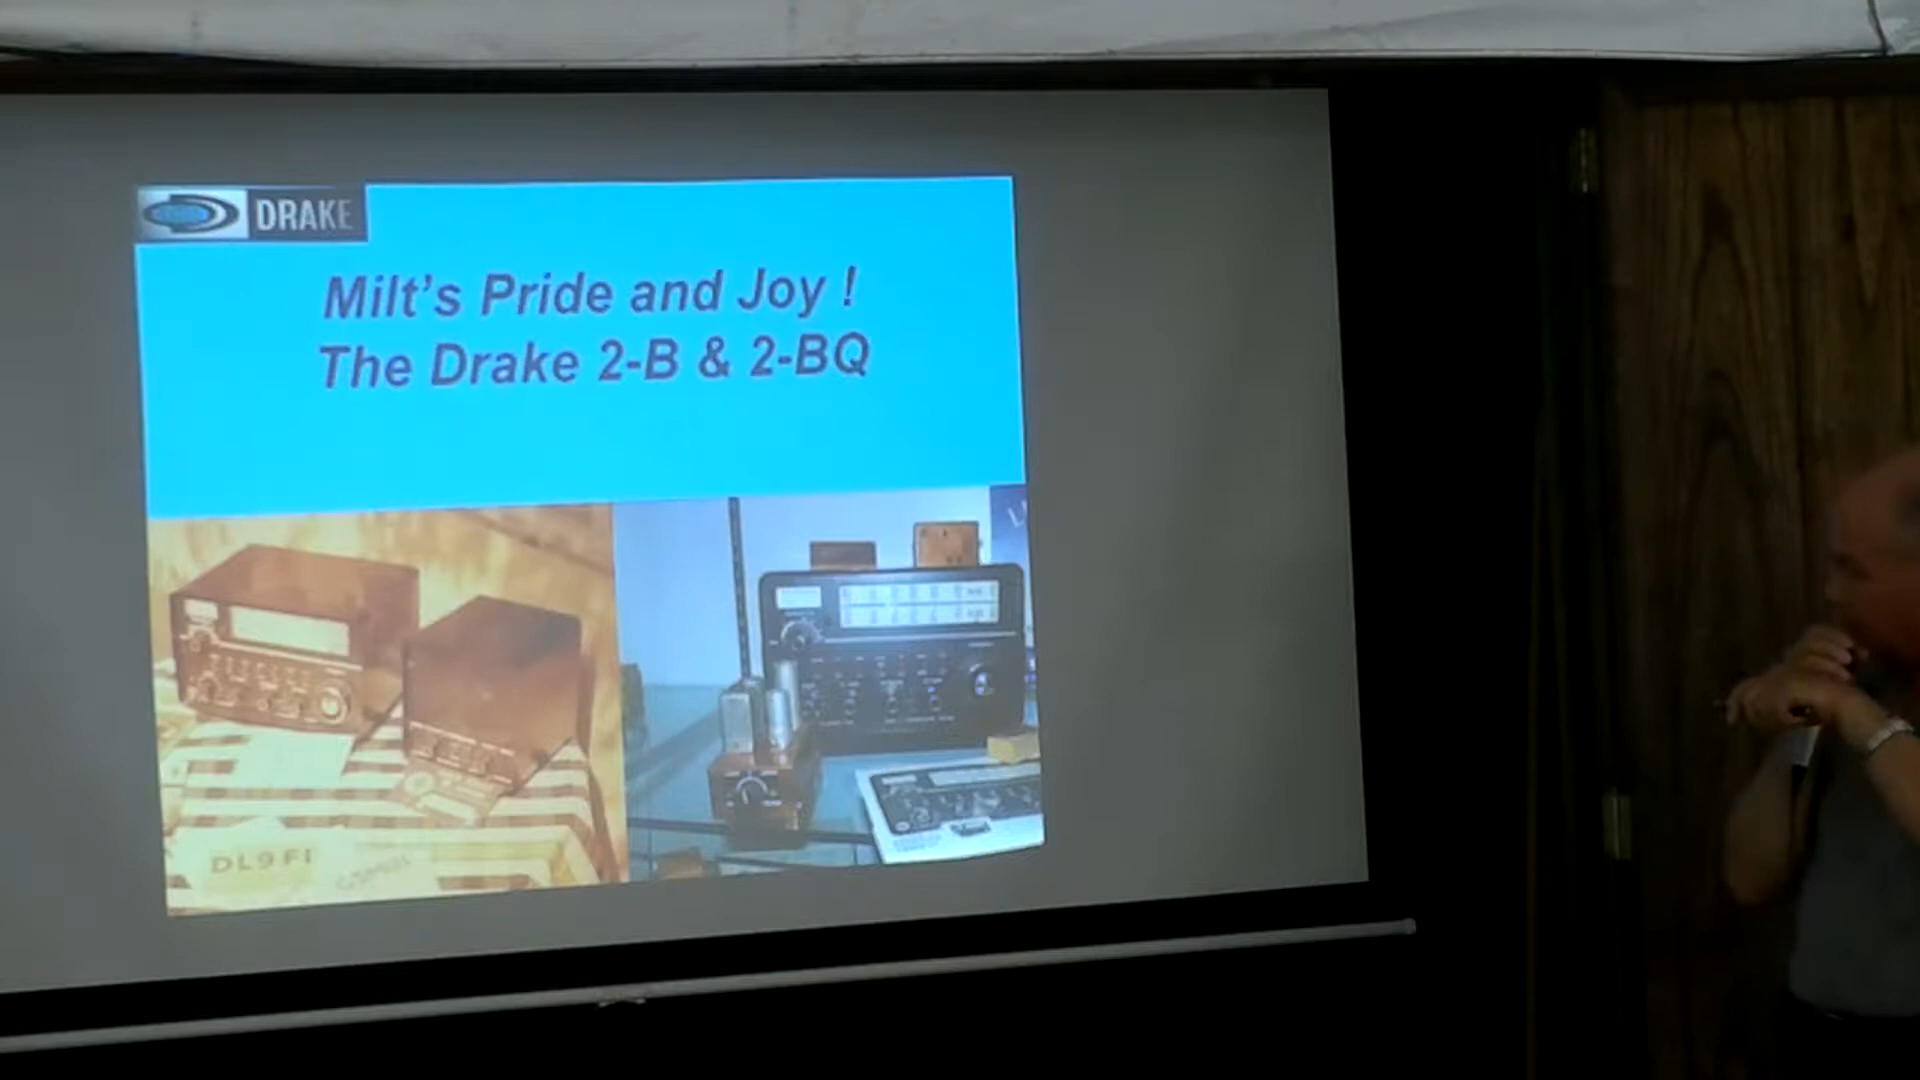 DRAKE
Milt's Pride and Joy !
The Drake 2-B & 2-BQ
DL9FI